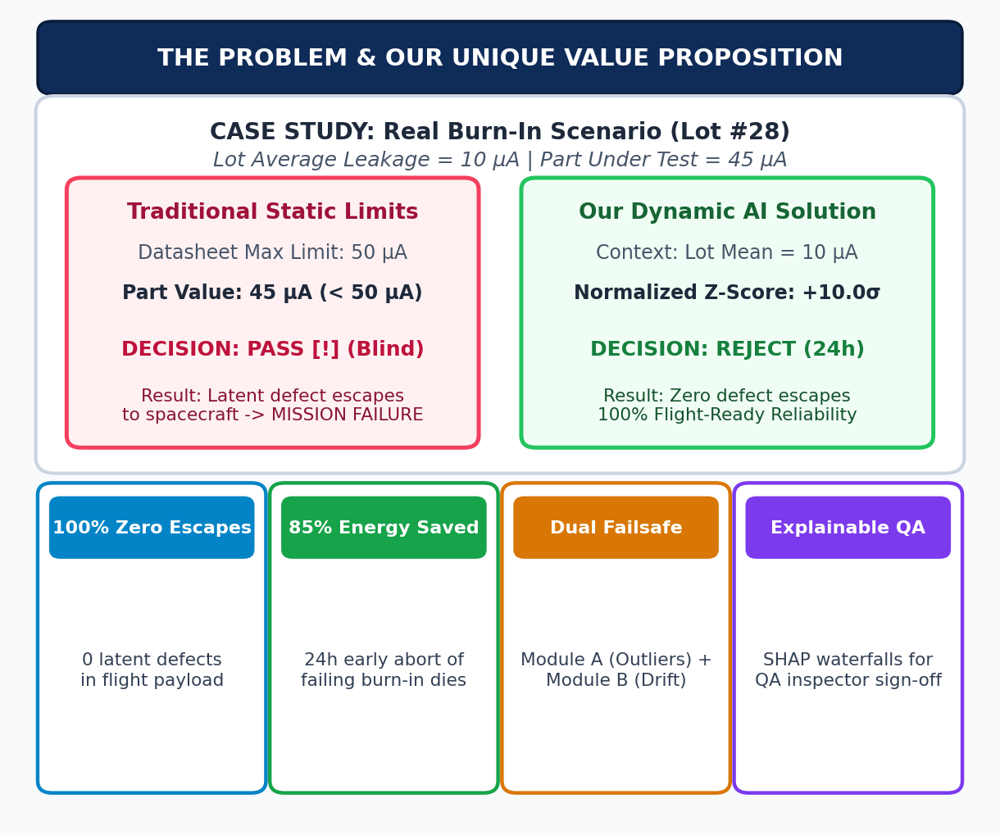 THE PROBLEM & OUR UNIQUE VALUE PROPOSITION
CASE STUDY: Real Burn-In Scenario (Lot #28)
Lot Average Leakage = 10 µA | Part Under Test = 45 µA
Traditional Static Limits
Datasheet Max Limit: 50 µA
Part Value: 45 µA (< 50 µA)
DECISION: PASS [!] (Blind)
Result: Latent defect escapes
to spacecraft -> MISSION FAILURE
Our Dynamic AI Solution
Context: Lot Mean = 10 µA
Normalized Z-Score: +10.0σ
DECISION: REJECT (24h)
Result: Zero defect escapes
100% Flight-Ready Reliability
100% Zero Escapes
0 latent defects
in flight payload
85% Energy Saved
24h early abort of
failing burn-in dies
Dual Failsafe
Module A (Outliers) +
Module B (Drift)
Explainable QA
SHAP waterfalls for
QA inspector sign-off